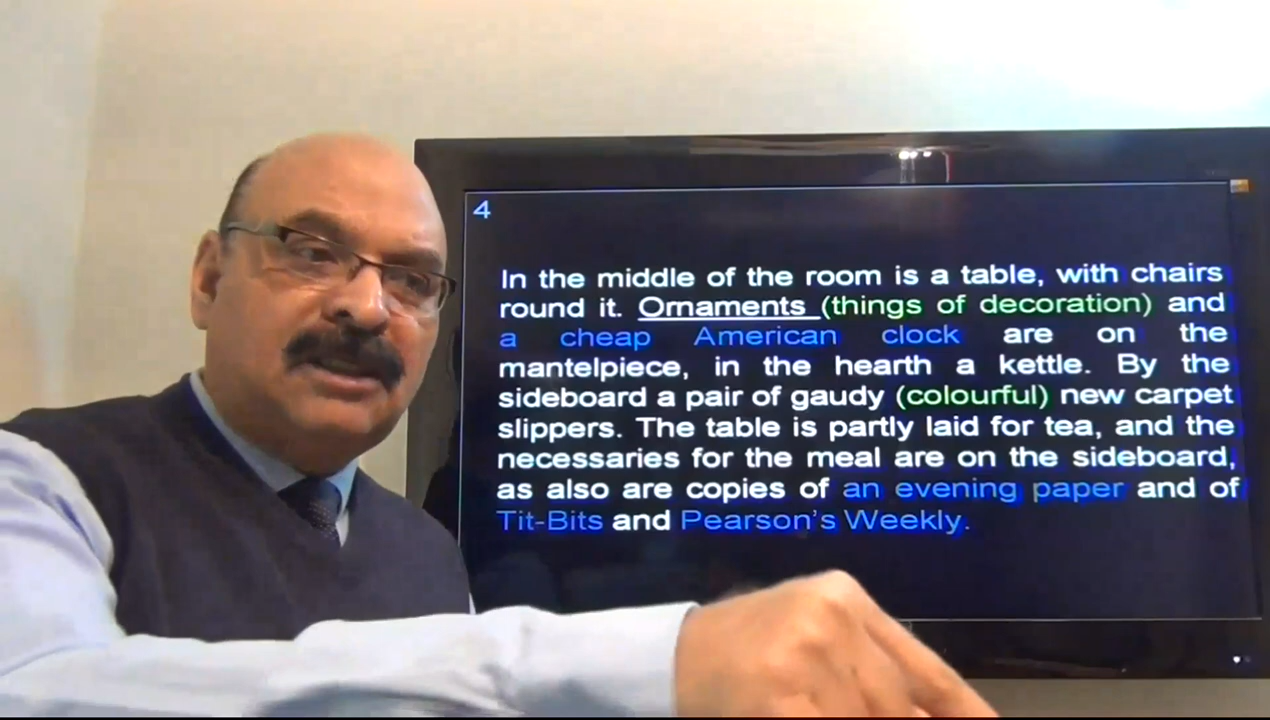 4
In the middle of the room is a table, with chairs
round it. Ornaments (things of decoration) and
a cheap American clock are on the
mantelpiece, in the hearth a kettle. By the
sideboard a pair of gaudy (colourful) new carpet
slippers. The table is partly laid for tea, and the
necessaries for the meal are on the sideboard,
as also are copies of an evening paper and of
Tit-Bits and Pearson's Weekly.